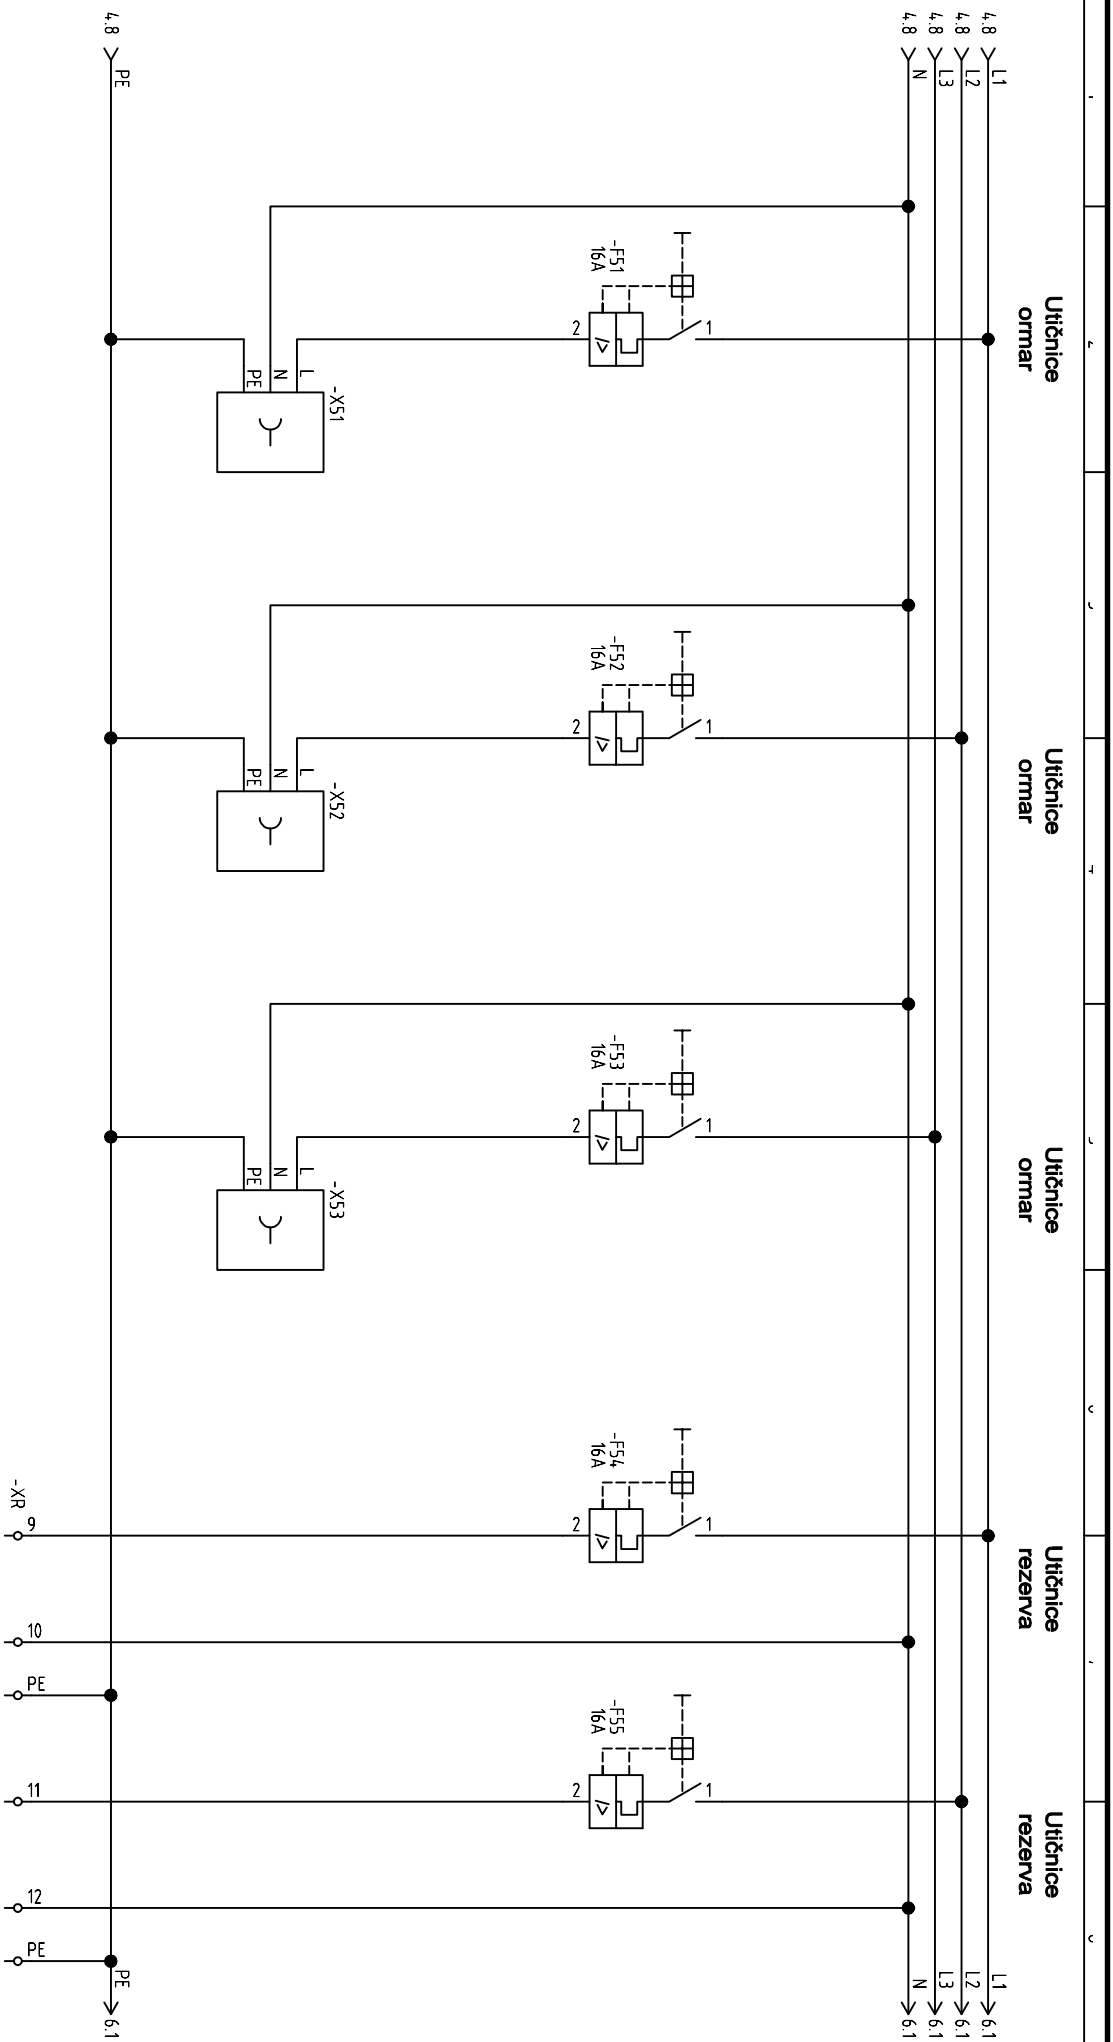 Utičnice
ormar
Utičnice
ormar
Utičnice
ormar
Utičnice
rezerva
Utičnice
rezerva
4.8 L1 L1 6.1
4.8 L2 L2 6.1
4.8 L3 L3 6.1
4.8 N N 6.1
-F51
16A
1
2
-F52
16A
1
2
-F53
16A
1
2
-F54
16A
1
2
-F55
16A
1
2
-X51
L
N
PE
-X52
L
N
PE
-X53
L
N
PE
4.8 PE PE 6.1
-XR
9
10
PE
11
12
PE